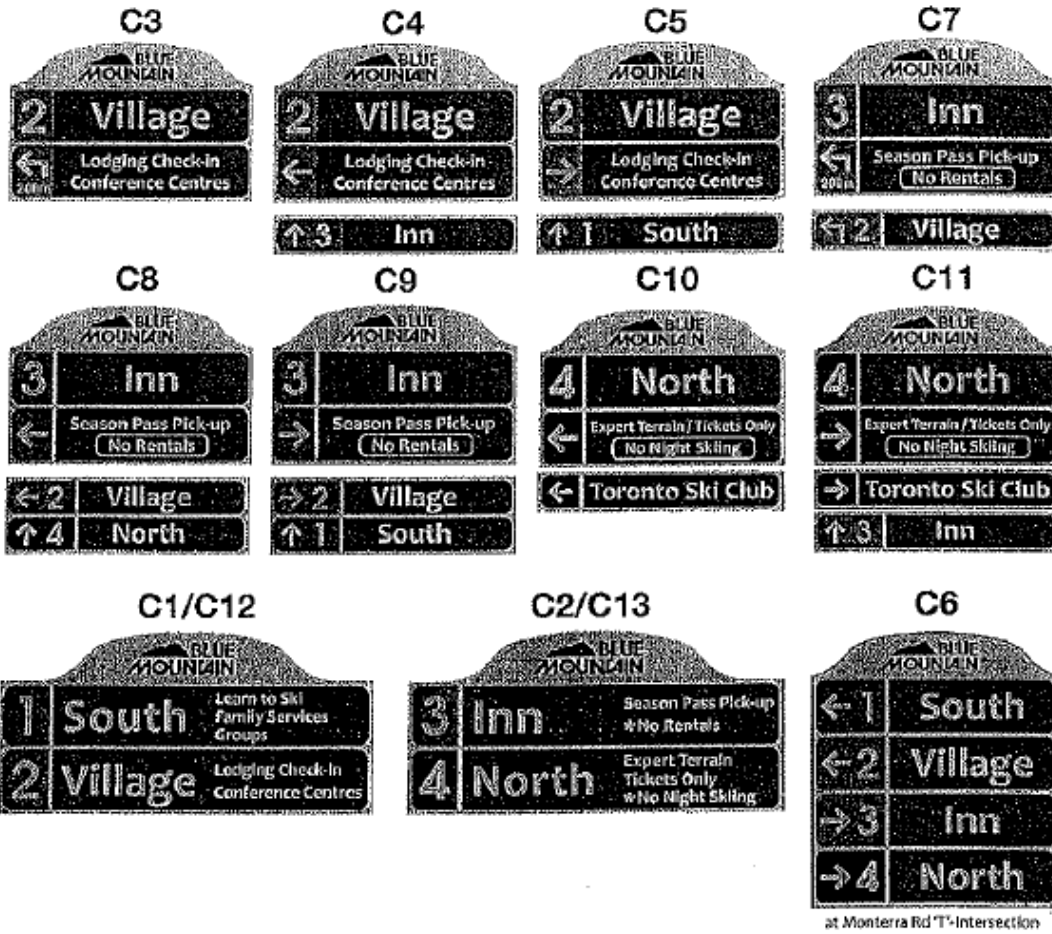 C3
BLUE
MOUNTAIN
2 Village
200m
Lodging Check-in
Conference Centres
C4
BLUE
MOUNTAIN
2 Village
← Lodging Check-in
Conference Centres
↑ 3 Inn
C5
BLUE
MOUNTAIN
2 Village
→ Lodging Check-in
Conference Centres
↑ 1 South
C7
BLUE
MOUNTAIN
3 Inn
Season Pass Pick-up
200m
No Rentals
2 Village
C8
BLUE
MOUNTAIN
3 Inn
← Season Pass Pick-up
No Rentals
← 2 Village
↑ 4 North
C9
BLUE
MOUNTAIN
3 Inn
→ Season Pass Pick-up
No Rentals
→ 2 Village
↑ 1 South
C10
BLUE
MOUNTAIN
4 North
← Expert Terrain / Tickets Only
No Night Skiing
← Toronto Ski Club
C11
BLUE
MOUNTAIN
4 North
→ Expert Terrain / Tickets Only
No Night Skiing
→ Toronto Ski Club
↑ 3 Inn
C1/C12
BLUE
MOUNTAIN
1 South
Learn to Ski
Family Services
Groups
2 Village
Lodging Check-in
Conference Centres
C2/C13
BLUE
MOUNTAIN
3 Inn
Season Pass Pick-up
*No Rentals
4 North
Expert Terrain
Tickets Only
*No Night Skiing
C6
BLUE
MOUNTAIN
← 1 South
← 2 Village
→ 3 Inn
→ 4 North
at Monterra Rd 'T'-Intersection